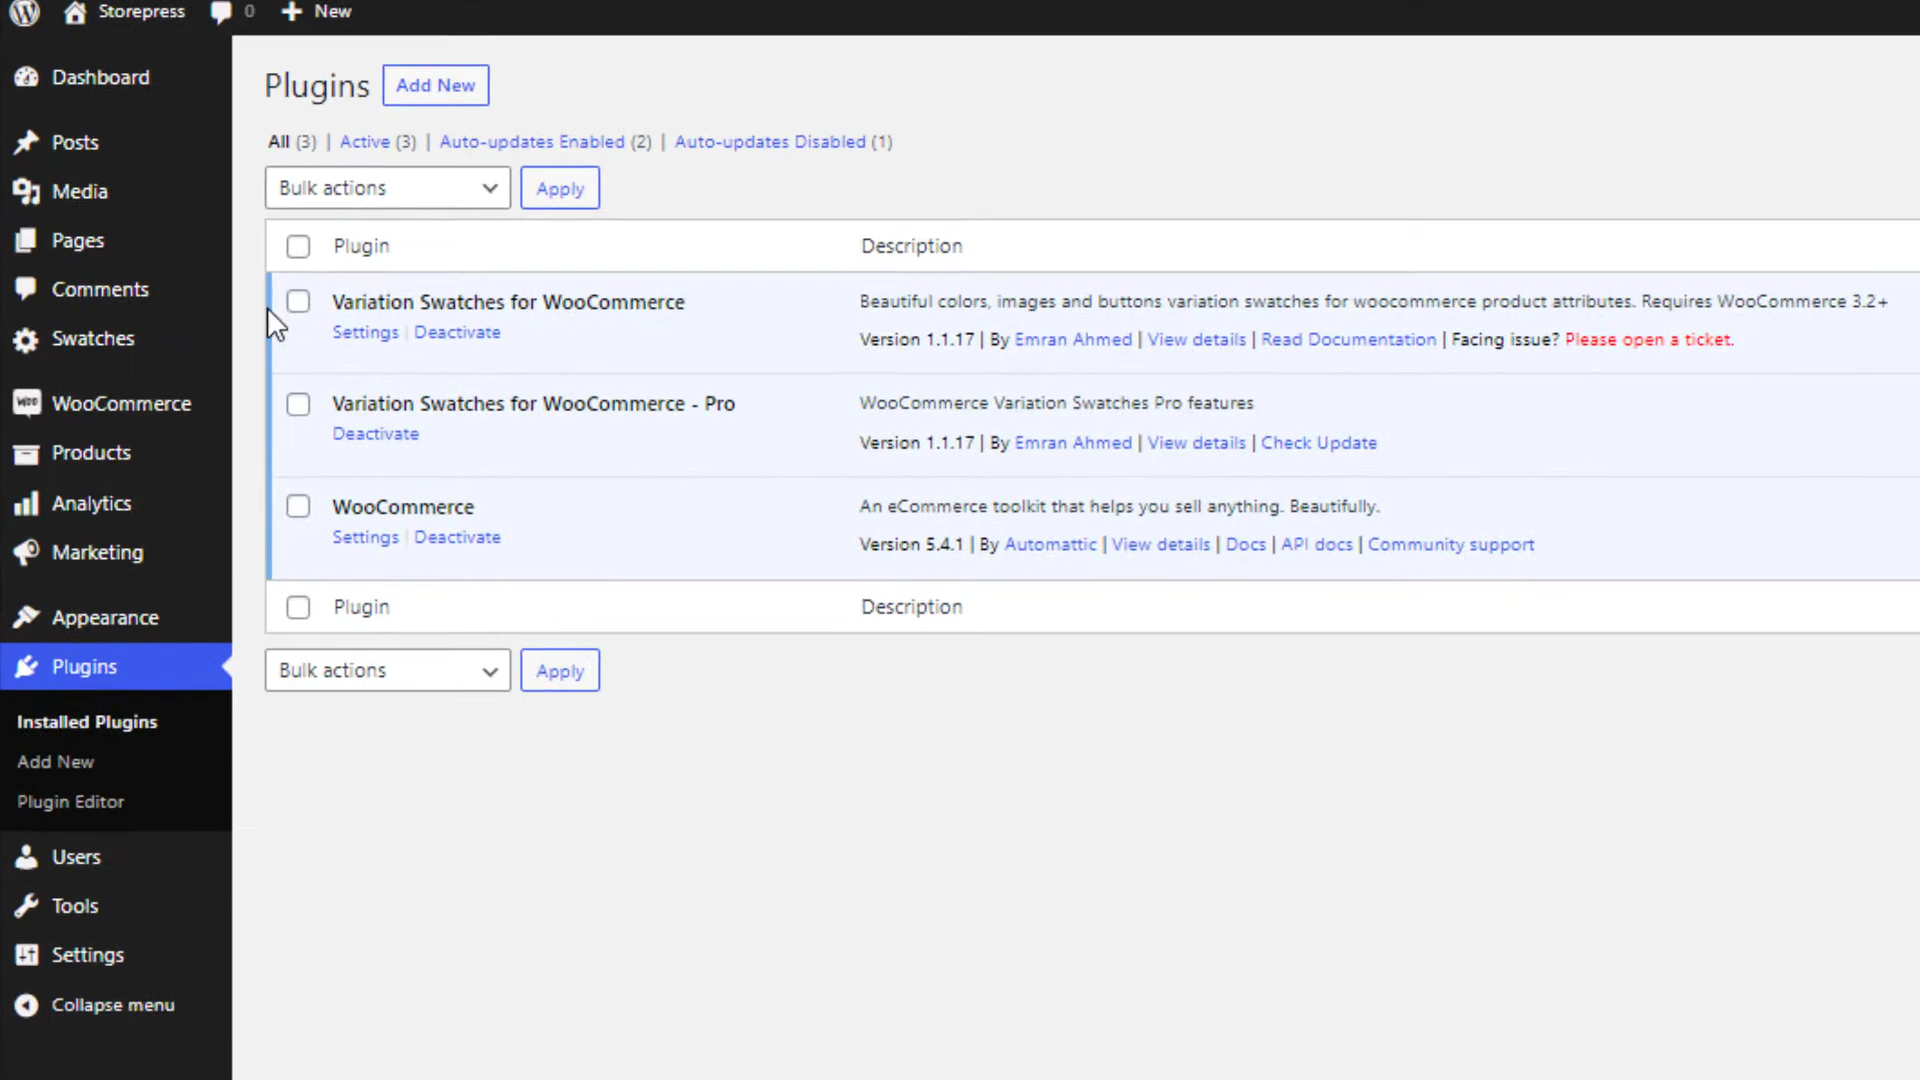 Storepress 0 New
Dashboard
Posts
Media
Pages
Comments
Swatches
WooCommerce
Products
Analytics
Marketing
Appearance
Plugins
Installed Plugins
Add New
Plugin Editor
Users
Tools
Settings
Collapse menu
Plugins Add New
All (3) | Active (3) | Auto-updates Enabled (2) | Auto-updates Disabled (1)
Bulk actions Apply
Plugin Description
Variation Swatches for WooCommerce Beautiful colors, images and buttons variation swatches for woocommerce product attributes. Requires WooCommerce 3.2+
Settings | Deactivate Version 1.1.17 | By Emran Ahmed | View details | Read Documentation | Facing issue? Please open a ticket.
Variation Swatches for WooCommerce - Pro WooCommerce Variation Swatches Pro features
Deactivate Version 1.1.17 | By Emran Ahmed | View details | Check Update
WooCommerce An eCommerce toolkit that helps you sell anything. Beautifully.
Settings | Deactivate Version 5.4.1 | By Automattic | View details | Docs | API docs | Community support
Plugin Description
Bulk actions Apply